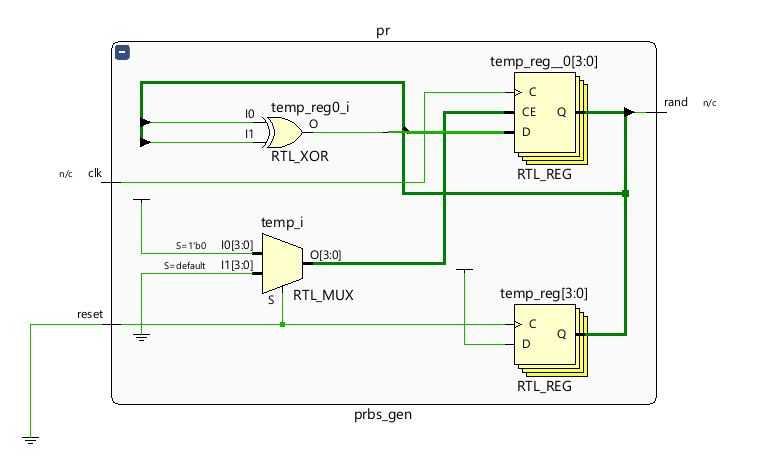 pr
temp_reg__0[3:0]
temp_reg0_i
C
I0
CE
Q
rand
n/c
O
I1
D
RTL_XOR
RTL_REG
n/c
clk
temp_i
S=1'b0
I0[3:0]
O[3:0]
S=default
I1[3:0]
temp_reg[3:0]
S
RTL_MUX
reset
C
Q
D
RTL_REG
prbs_gen